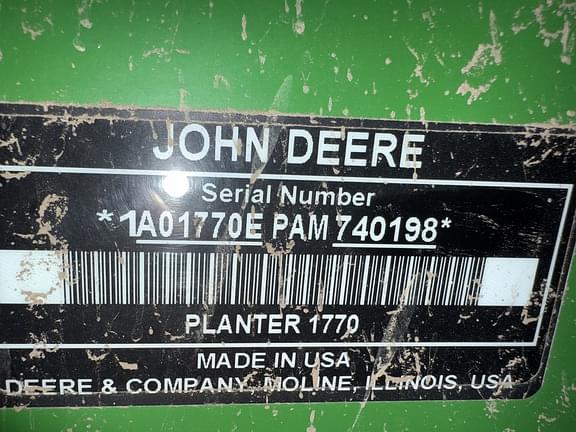 JOHN DEERE
Serial Number
*1A01770E PAM 740198*
PLANTER 1770
MADE IN USA
DEERE & COMPANY, MOLINE, ILLINOIS, USA